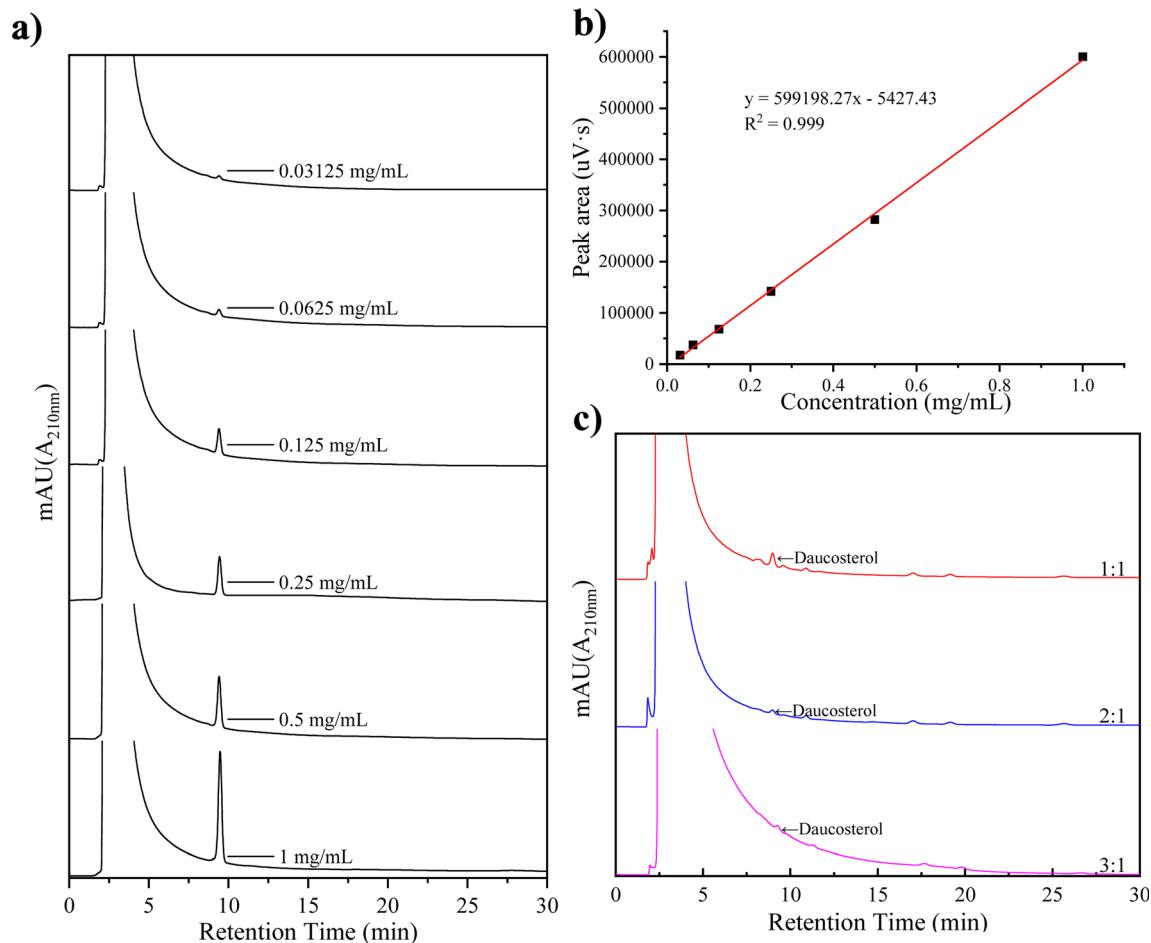 a)
0.03125 mg/mL
0.0625 mg/mL
0.125 mg/mL
0.25 mg/mL
0.5 mg/mL
1 mg/mL
mAU(A210nm)
0 5 10 15 20 25 30
Retention Time (min)
b)
600000
500000
400000
300000
200000
100000
0
Peak area (uV·s)
y = 599198.27x - 5427.43
R2 = 0.999
0.0 0.2 0.4 0.6 0.8 1.0
Concentration (mg/mL)
c)
←Daucosterol
1:1
←Daucosterol
2:1
←Daucosterol
3:1
mAU(A210nm)
0 5 10 15 20 25 30
Retention Time (min)